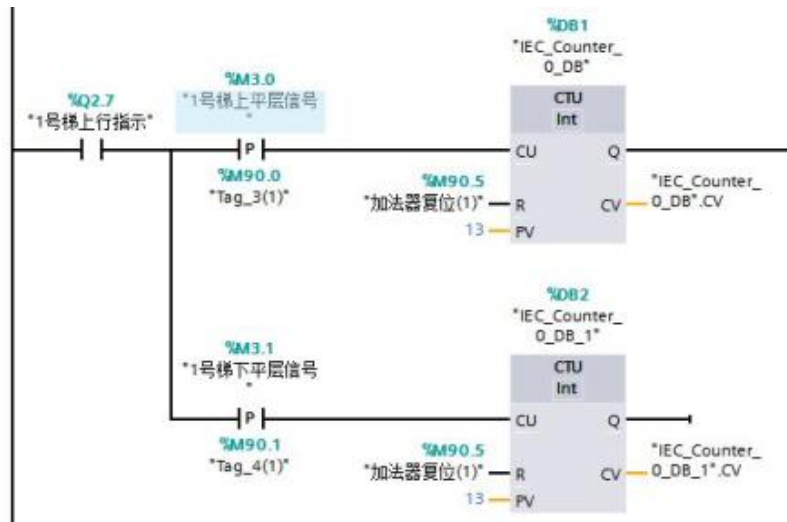 %DB1
"IEC_Counter_
0_DB"
%M3.0
"1号梯上平层信号
"
%Q2.7
"1号梯上行指示"
CTU
Int
P
CU
Q
%M90.0
"Tag_3(1)"
%M90.5
"加法器复位(1)"
R
CV
"IEC_Counter_
0_DB".CV
13
PV
%DB2
"IEC_Counter_
0_DB_1"
%M3.1
"1号梯下平层信号
"
CTU
Int
P
CU
Q
%M90.1
"Tag_4(1)"
%M90.5
"加法器复位(1)"
R
CV
"IEC_Counter_
0_DB_1".CV
13
PV